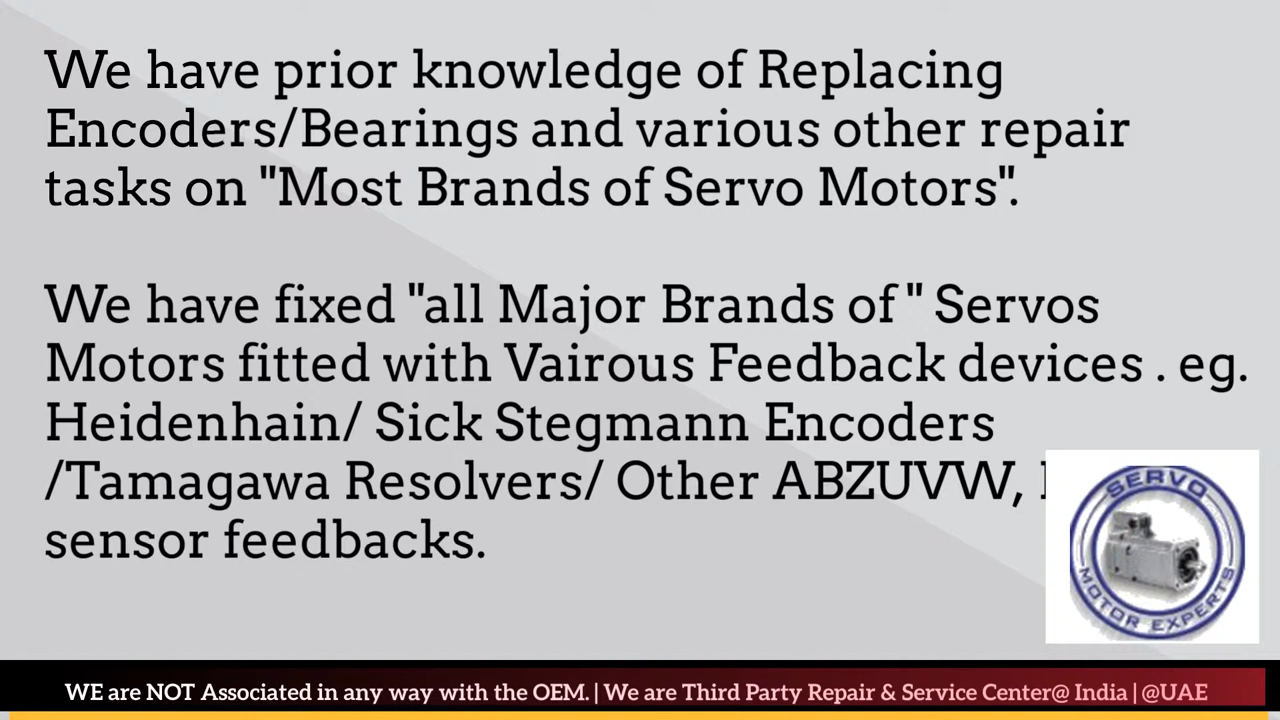 We have prior knowledge of Replacing
Encoders/Bearings and various other repair
tasks on "Most Brands of Servo Motors".
We have fixed "all Major Brands of " Servos
Motors fitted with Vairous Feedback devices . eg.
Heidenhain/ Sick Stegmann Encoders
/Tamagawa Resolvers/ Other ABZUVW,
sensor feedbacks.
SERVO
MOTOR EXPERTS
WE are NOT Associated in any way with the OEM. | We are Third Party Repair & Service Center@ India | @UAE